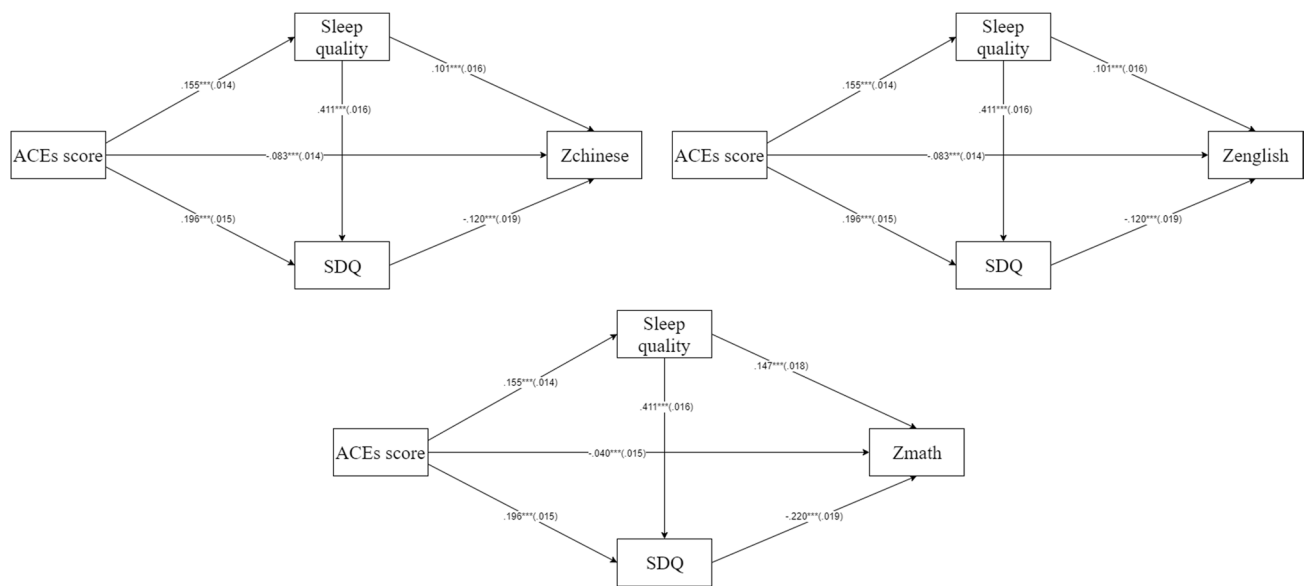 Sleep
quality
.155***(.014)
.101***(.016)
.411***(.016)
ACEs score
-.083***(.014)
Zchinese
.196***(.015)
-.120***(.019)
SDQ
Sleep
quality
.155***(.014)
.101***(.016)
.411***(.016)
ACEs score
-.083***(.014)
Zenglish
.196***(.015)
-.120***(.019)
SDQ
Sleep
quality
.155***(.014)
.147***(.018)
.411***(.016)
ACEs score
-.040***(.015)
Zmath
.196***(.015)
-.220***(.019)
SDQ